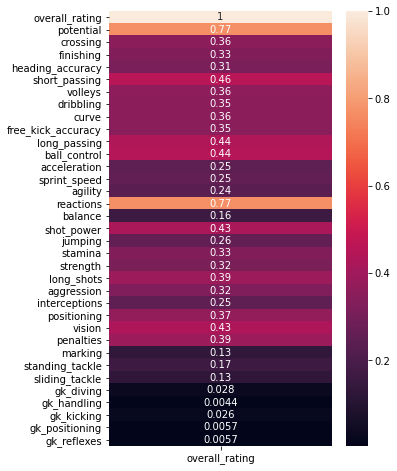 overall_rating 1
potential 0.77
crossing 0.36
finishing 0.33
heading_accuracy 0.31
short_passing 0.46
volleys 0.36
dribbling 0.35
curve 0.36
free_kick_accuracy 0.35
long_passing 0.44
ball_control 0.44
acceleration 0.25
sprint_speed 0.25
agility 0.24
reactions 0.77
balance 0.16
shot_power 0.43
jumping 0.26
stamina 0.33
strength 0.32
long_shots 0.39
aggression 0.32
interceptions 0.25
positioning 0.37
vision 0.43
penalties 0.39
marking 0.13
standing_tackle 0.17
sliding_tackle 0.13
gk_diving 0.028
gk_handling 0.0044
gk_kicking 0.026
gk_positioning 0.0057
gk_reflexes 0.0057
overall_rating
1.0
0.8
0.6
0.4
0.2